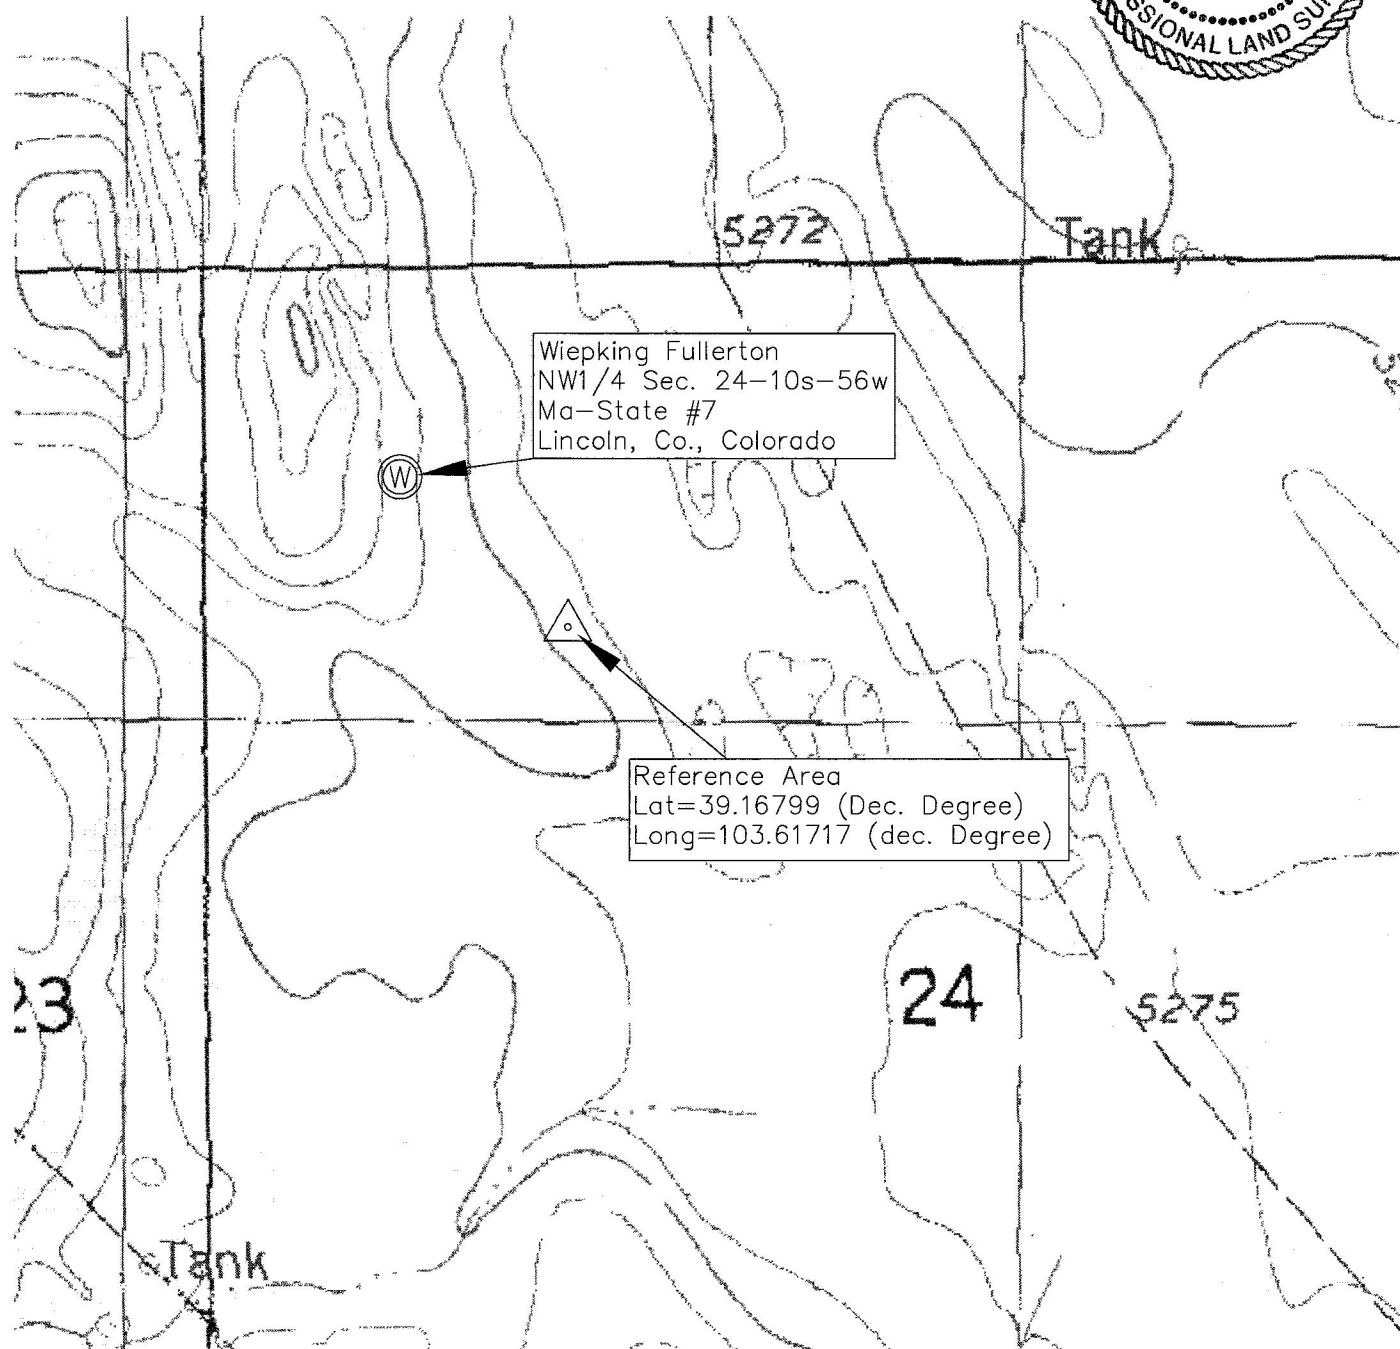 SSIONAL LAND SU
5272
Tank
Wiepking Fullerton
NW1/4 Sec. 24-10s-56w
Ma-State #7
Lincoln, Co., Colorado
W
Reference Area
Lat=39.16799 (Dec. Degree)
Long=103.61717 (dec. Degree)
23
24
5275
Tank